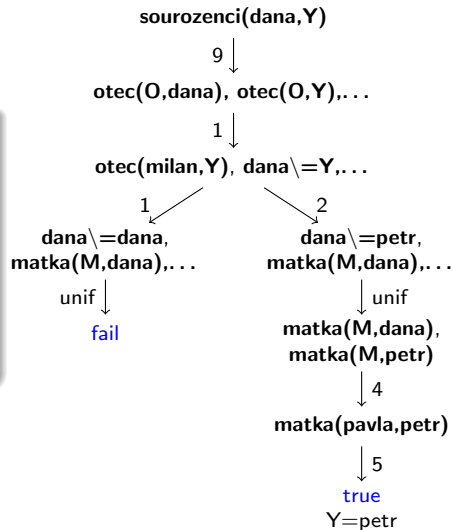 sourozenci(dana,Y)
9
otec(O,dana), otec(O,Y),...
1
otec(milan,Y), dana\=Y,...
1
2
dana\=dana,
matka(M,dana),...
unif
fail
dana\=petr,
matka(M,dana),...
unif
matka(M,dana),
matka(M,petr)
4
matka(pavla,petr)
5
true
Y=petr